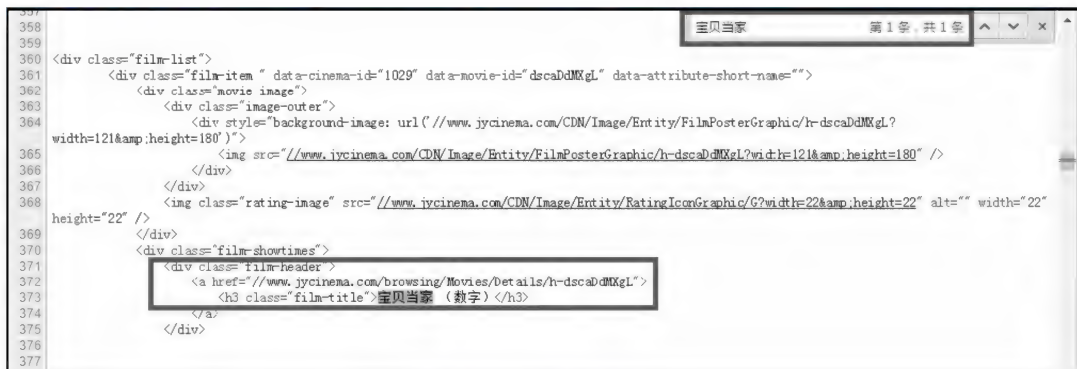 宝贝当家 第1条，共1条
357
358
359
360 <div class="film-list">
361 <div class="film-item " data-cinema-id="1029" data-movie-id="dscaDdMXgL" data-attribute-short-name="">
362 <div class="movie image">
363 <div class="image-outer">
364 <div style="background-image: url('//www.jycinema.com/CDN/Image/Entity/FilmPosterGraphic/h-dscaDdMXgL?
width=121&amp;height=180')">
365 <img src="//www.jycinema.com/CDN/Image/Entity/FilmPosterGraphic/h-dscaDdMXgL?width=121&amp;height=180" />
366 </div>
367 </div>
368 <img class="rating-image" src="//www.jycinema.com/CDN/Image/Entity/RatingIconGraphic/G?width=22&amp;height=22" alt="" width="22"
height="22" />
369 </div>
370 <div class="film-showtimes">
371 <div class="film-header">
372 <a href="//www.jycinema.com/browsing/Movies/Details/h-dscaDdMXgL">
373 <h3 class="film-title">宝贝当家 (数字)</h3>
374 </a>
375 </div>
376
377